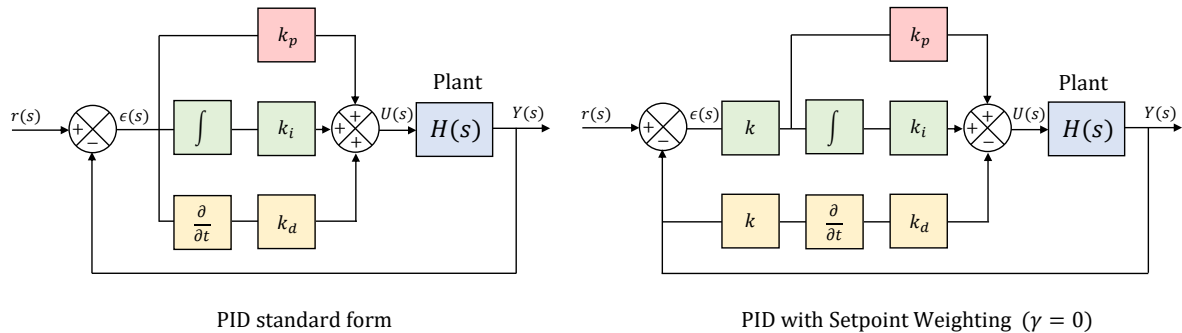 k_p
Plant
r(s)
ϵ(s)
∫
k_i
U(s)
H(s)
Y(s)
+
−
+
+
+
∂
∂t
k_d
PID standard form
k_p
Plant
r(s)
ϵ(s)
k
∫
k_i
U(s)
H(s)
Y(s)
+
−
+
+
−
k
∂
∂t
k_d
PID with Setpoint Weighting (γ = 0)